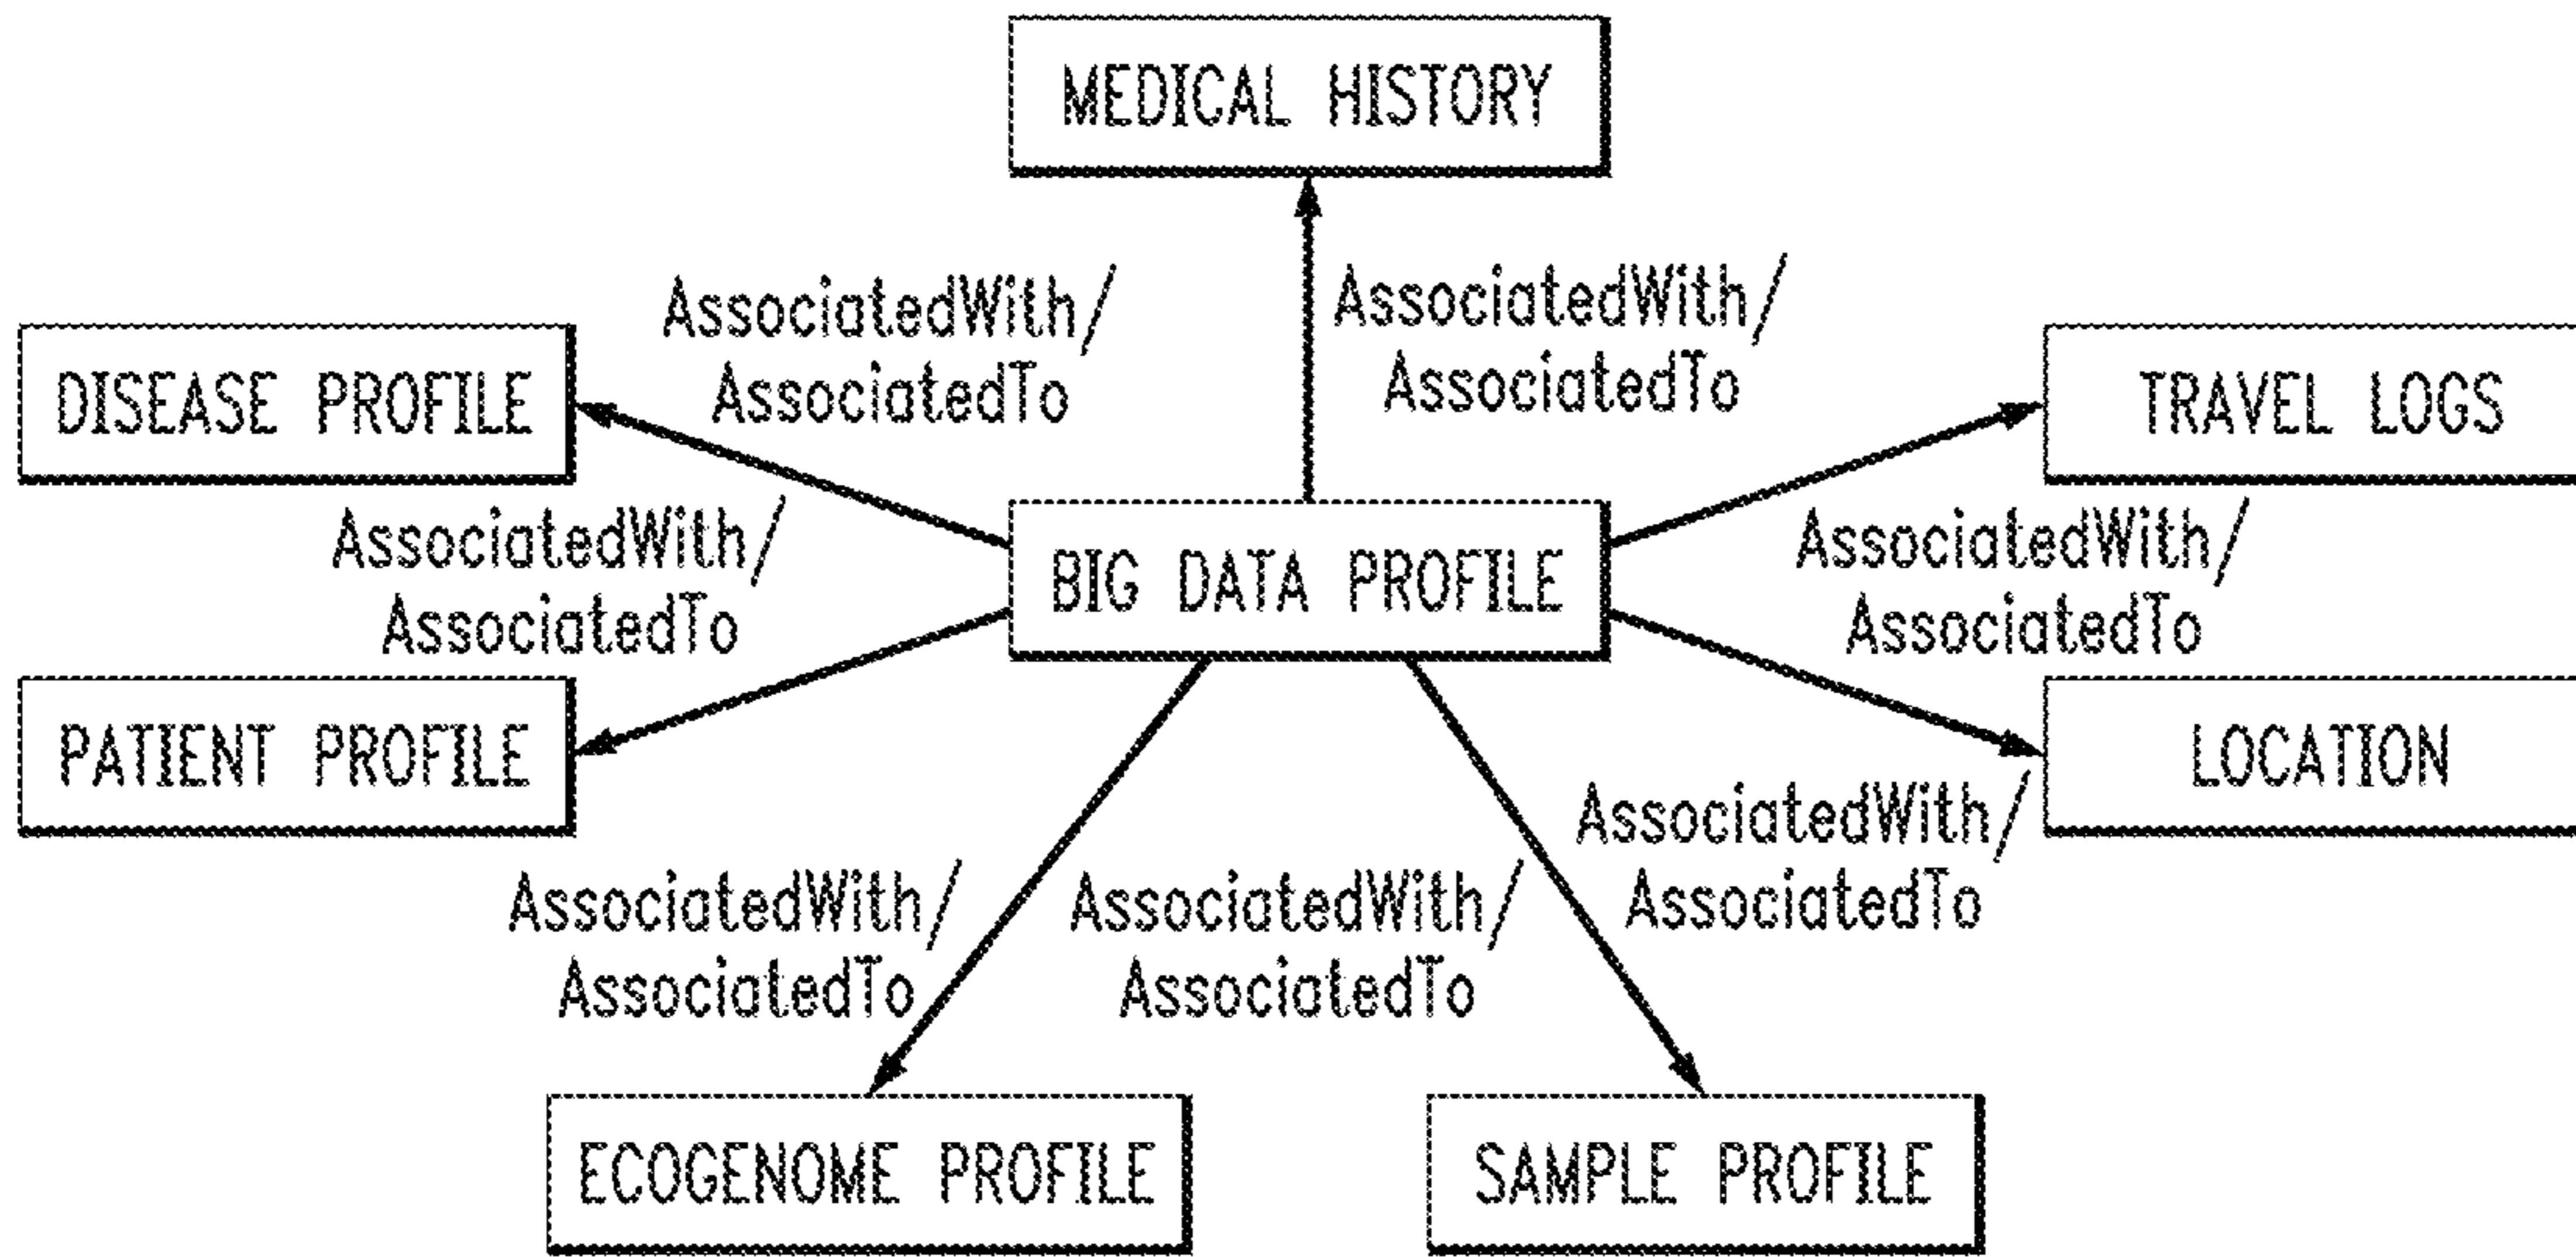 MEDICAL HISTORY
AssociatedWith/
AssociatedTo
AssociatedWith/
AssociatedTo
DISEASE PROFILE
TRAVEL LOGS
AssociatedWith/
AssociatedTo
BIG DATA PROFILE
AssociatedWith/
AssociatedTo
PATIENT PROFILE
LOCATION
AssociatedWith/
AssociatedTo
AssociatedWith/
AssociatedTo
AssociatedWith/
AssociatedTo
ECOGENOME PROFILE
SAMPLE PROFILE